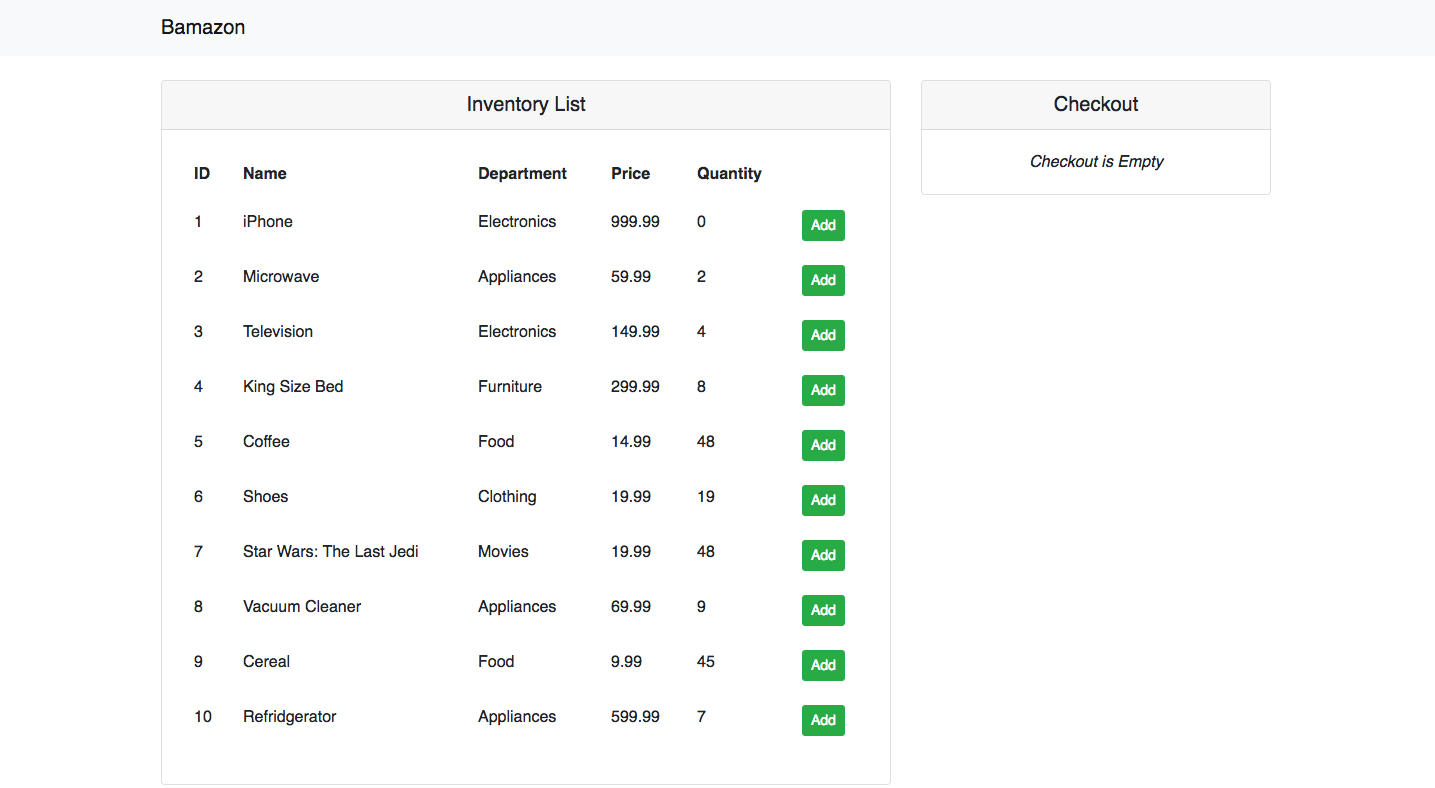 Bamazon
Inventory List
ID Name Department Price Quantity
1 iPhone Electronics 999.99 0 Add
2 Microwave Appliances 59.99 2 Add
3 Television Electronics 149.99 4 Add
4 King Size Bed Furniture 299.99 8 Add
5 Coffee Food 14.99 48 Add
6 Shoes Clothing 19.99 19 Add
7 Star Wars: The Last Jedi Movies 19.99 48 Add
8 Vacuum Cleaner Appliances 69.99 9 Add
9 Cereal Food 9.99 45 Add
10 Refridgerator Appliances 599.99 7 Add
Checkout
Checkout is Empty